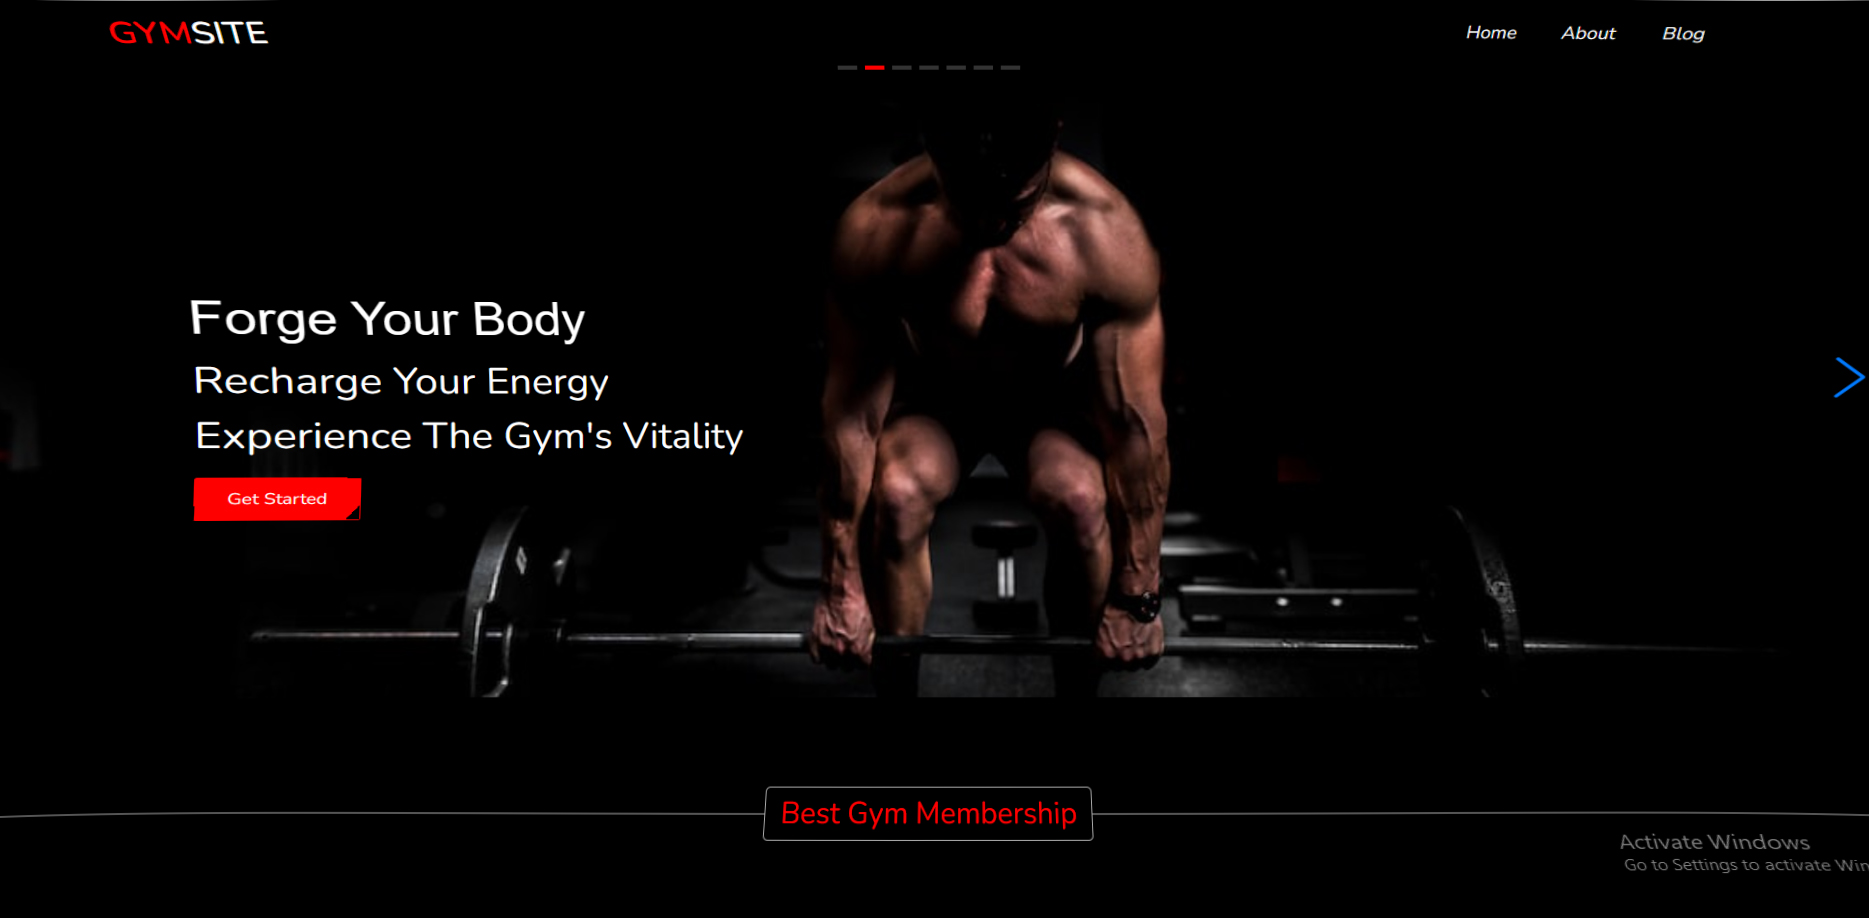 GYMSITE
Home
About
Blog
Forge Your Body
Recharge Your Energy
Experience The Gym's Vitality
Get Started
Best Gym Membership
Activate Windows
Go to Settings to activate Win